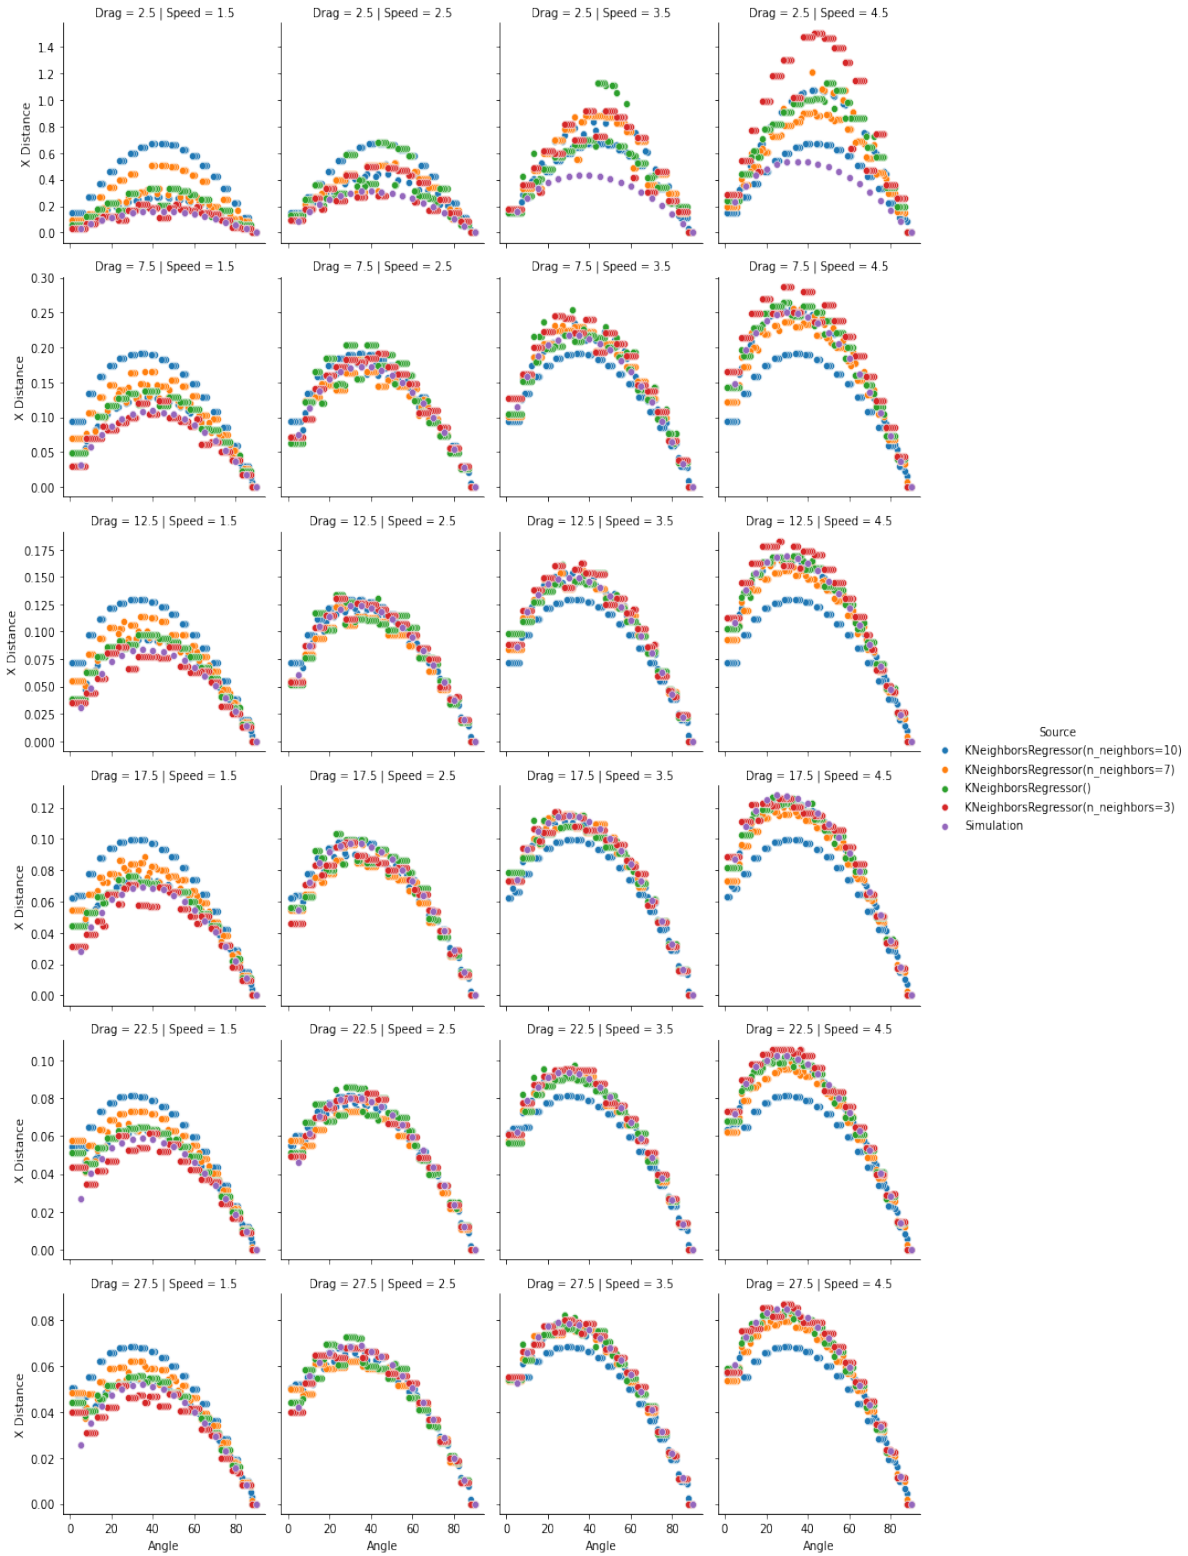 Drag = 2.5 | Speed = 1.5
Drag = 2.5 | Speed = 2.5
Drag = 2.5 | Speed = 3.5
Drag = 2.5 | Speed = 4.5
1.4
1.2
1.0
0.8
0.6
0.4
0.2
0.0
X Distance
Drag = 7.5 | Speed = 1.5
Drag = 7.5 | Speed = 2.5
Drag = 7.5 | Speed = 3.5
Drag = 7.5 | Speed = 4.5
0.30
0.25
0.20
0.15
0.10
0.05
0.00
X Distance
Drag = 12.5 | Speed = 1.5
Drag = 12.5 | Speed = 2.5
Drag = 12.5 | Speed = 3.5
Drag = 12.5 | Speed = 4.5
0.175
0.150
0.125
0.100
0.075
0.050
0.025
0.000
X Distance
Drag = 17.5 | Speed = 1.5
Drag = 17.5 | Speed = 2.5
Drag = 17.5 | Speed = 3.5
Drag = 17.5 | Speed = 4.5
0.12
0.10
0.08
0.06
0.04
0.02
0.00
X Distance
Drag = 22.5 | Speed = 1.5
Drag = 22.5 | Speed = 2.5
Drag = 22.5 | Speed = 3.5
Drag = 22.5 | Speed = 4.5
0.10
0.08
0.06
0.04
0.02
0.00
X Distance
Drag = 27.5 | Speed = 1.5
Drag = 27.5 | Speed = 2.5
Drag = 27.5 | Speed = 3.5
Drag = 27.5 | Speed = 4.5
0.08
0.06
0.04
0.02
0.00
X Distance
0 20 40 60 80
0 20 40 60 80
0 20 40 60 80
0 20 40 60 80
Angle
Angle
Angle
Angle
Source
KNeighborsRegressor(n_neighbors=10)
KNeighborsRegressor(n_neighbors=7)
KNeighborsRegressor()
KNeighborsRegressor(n_neighbors=3)
Simulation